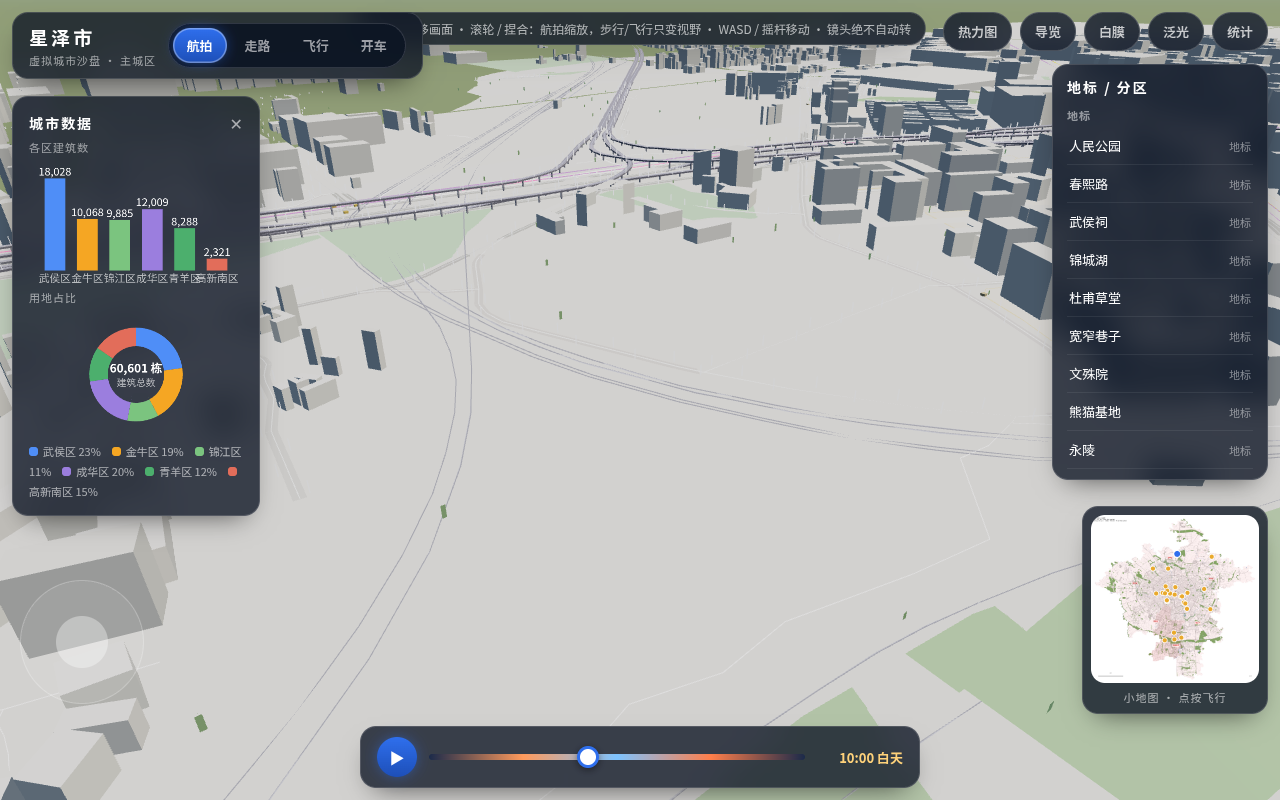 星泽市
虚拟城市沙盘 · 主城区
航拍 走路 飞行 开车
画面 · 滚轮 / 捏合：航拍缩放，步行/飞行只变视野 · WASD / 摇杆移动 · 镜头绝不自动转
热力图 导览 白膜 泛光 统计
城市数据 ✕
各区建筑数
18,028 10,068 9,885 12,009 8,288 2,321
武侯区 金牛区 锦江区 成华区 青羊区 高新南区
用地占比
60,601 栋
建筑总数
武侯区 23% 金牛区 19% 锦江区
11% 成华区 20% 青羊区 12%
高新南区 15%
地标 / 分区
地标
人民公园 地标
春熙路 地标
武侯祠 地标
锦城湖 地标
杜甫草堂 地标
宽窄巷子 地标
文殊院 地标
熊猫基地 地标
永陵 地标
小地图 · 点按飞行
10:00 白天